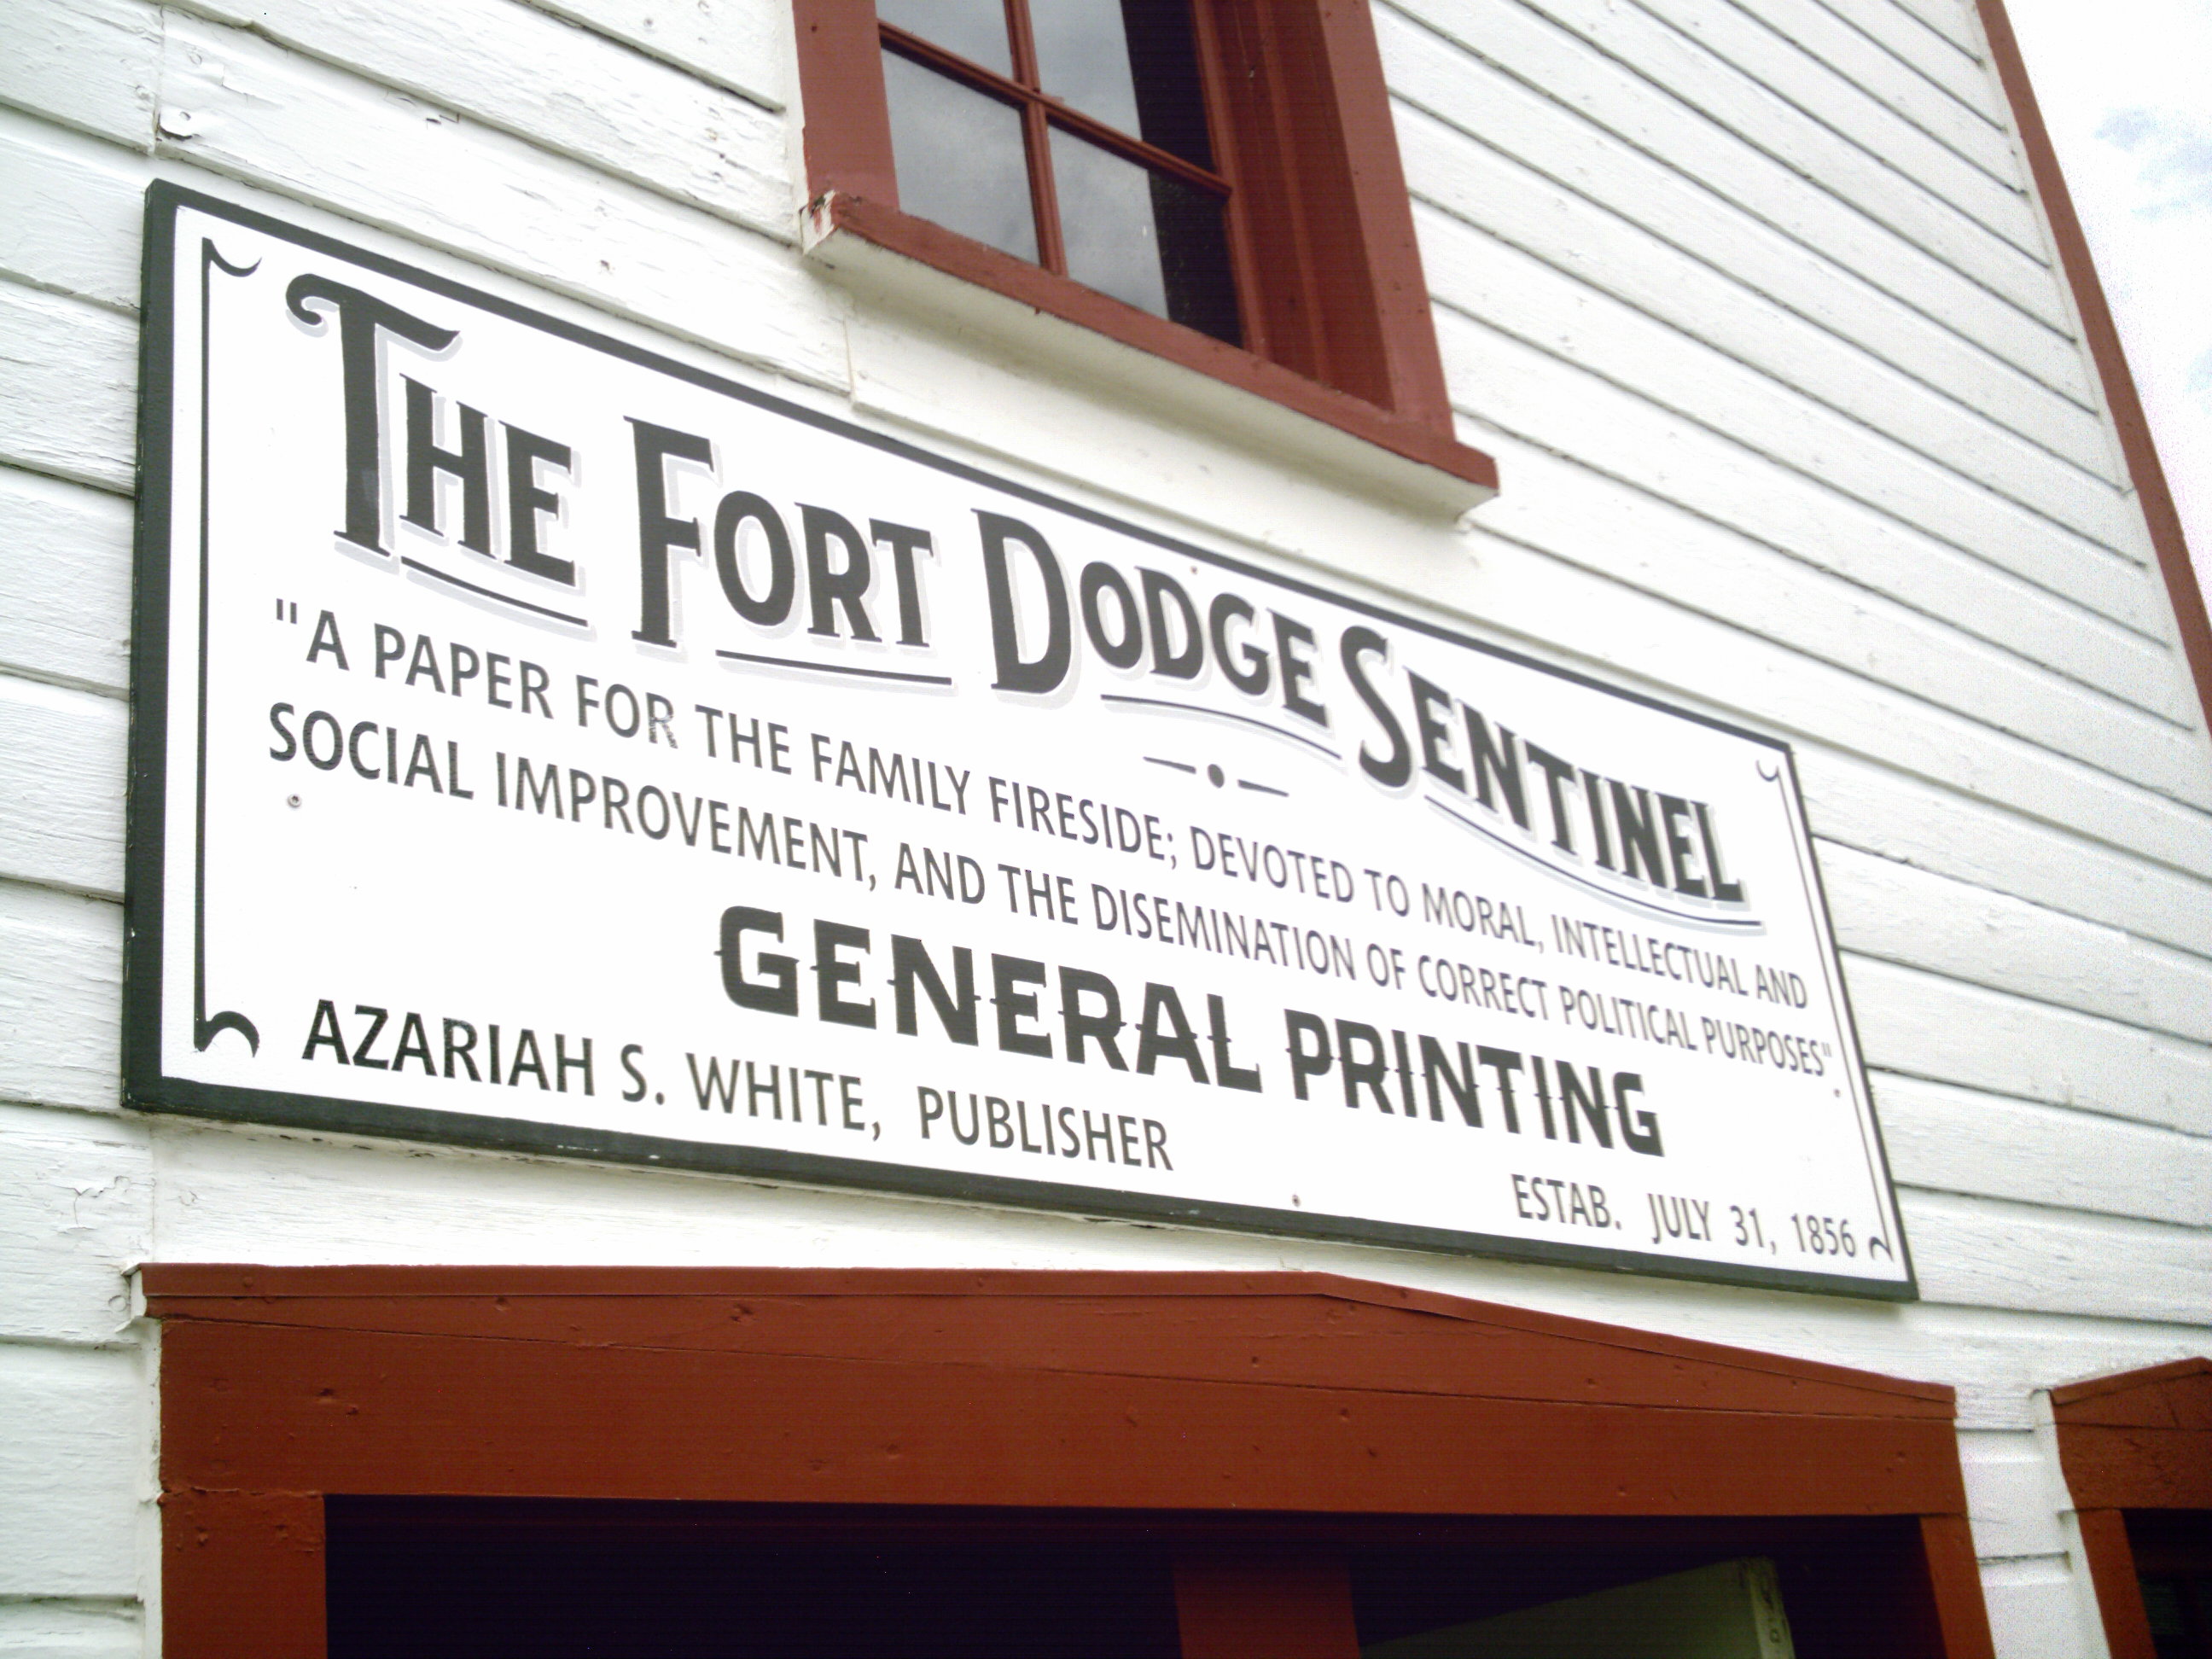 THE FORT DODGE SENTINEL
"A PAPER FOR THE FAMILY FIRESIDE; DEVOTED TO MORAL, INTELLECTUAL AND
SOCIAL IMPROVEMENT, AND THE DISEMINATION OF CORRECT POLITICAL PURPOSES".
GENERAL PRINTING
AZARIAH S. WHITE, PUBLISHER
ESTAB. JULY 31, 1856